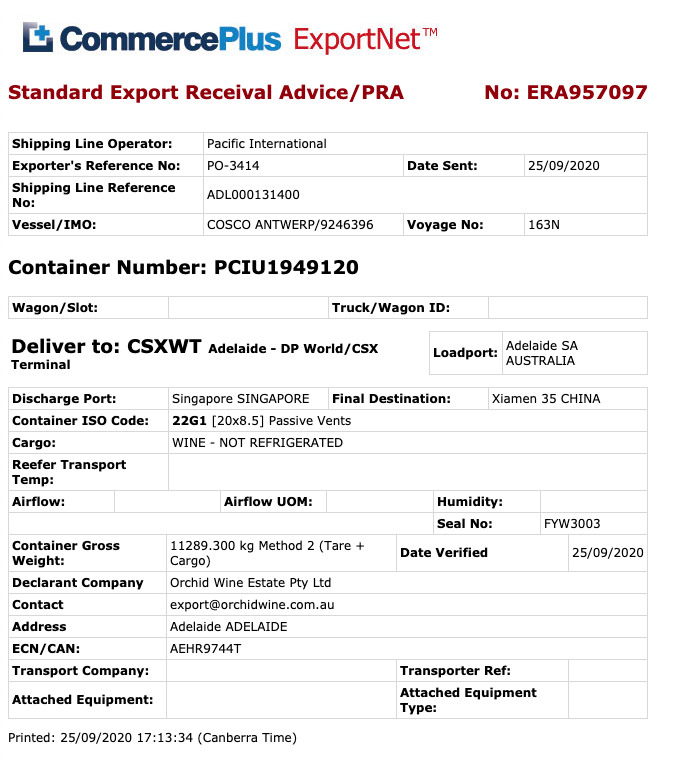 CommercePlus ExportNet™
Standard Export Receival Advice/PRA No: ERA957097
Shipping Line Operator: Pacific International
Exporter's Reference No: PO-3414 Date Sent: 25/09/2020
Shipping Line Reference
No:
ADL000131400
Vessel/IMO: COSCO ANTWERP/9246396 Voyage No: 163N
Container Number: PCIU1949120
Wagon/Slot: Truck/Wagon ID:
Deliver to: CSXWT Adelaide - DP World/CSX
Terminal
Loadport:
Adelaide SA
AUSTRALIA
Discharge Port: Singapore SINGAPORE Final Destination: Xiamen 35 CHINA
Container ISO Code: 22G1 [20x8.5] Passive Vents
Cargo: WINE - NOT REFRIGERATED
Reefer Transport
Temp:
Airflow: Airflow UOM: Humidity:
Seal No: FYW3003
Container Gross
Weight:
11289.300 kg Method 2 (Tare +
Cargo)
Date Verified 25/09/2020
Declarant Company Orchid Wine Estate Pty Ltd
Contact export@orchidwine.com.au
Address Adelaide ADELAIDE
ECN/CAN: AEHR9744T
Transport Company: Transporter Ref:
Attached Equipment:
Attached Equipment
Type:
Printed: 25/09/2020 17:13:34 (Canberra Time)